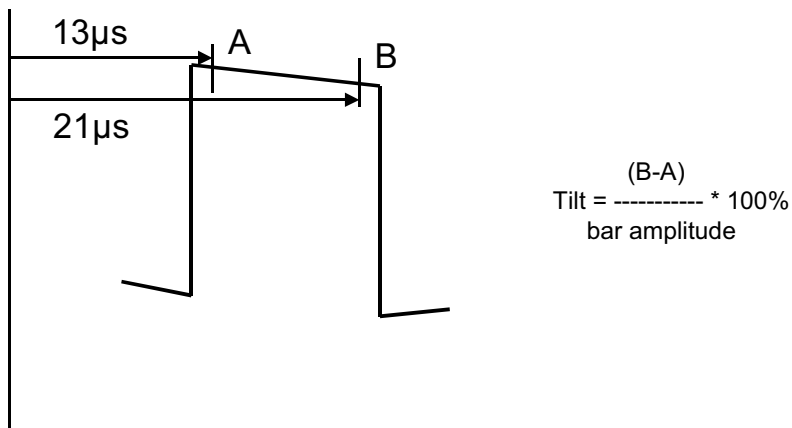 13µs
A
B
21µs
(B-A)
Tilt = ----------- * 100%
bar amplitude